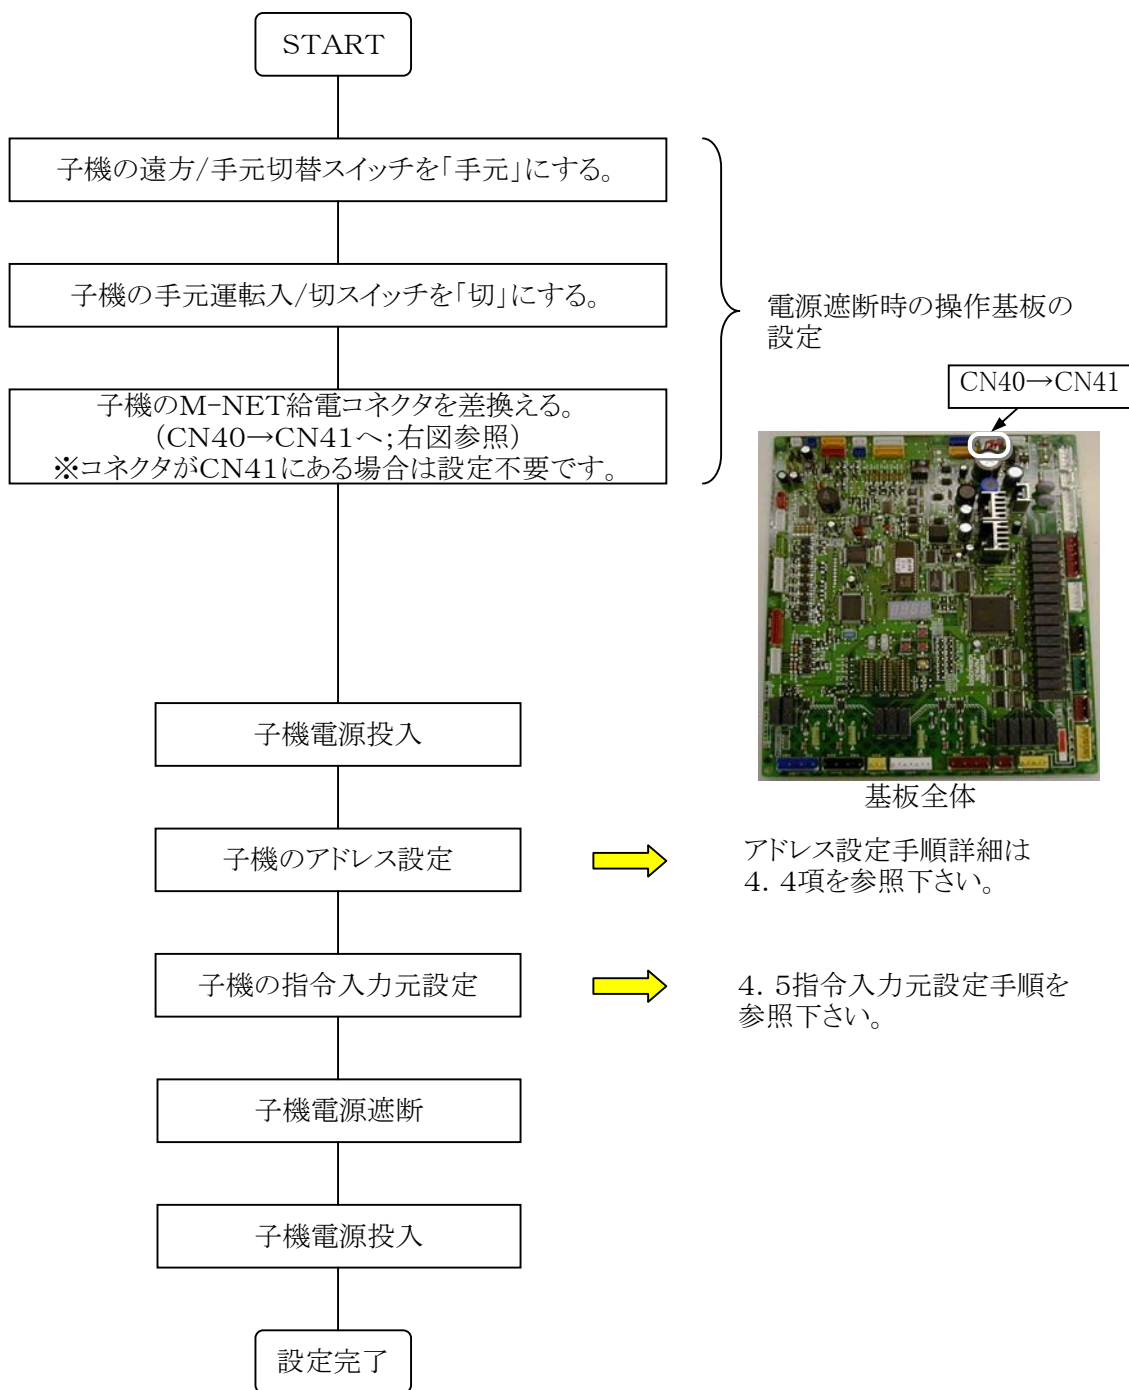 START
子機の遠方/手元切替スイッチを「手元」にする。
子機の手元運転入/切スイッチを「切」にする。
電源遮断時の操作基板の
設定
子機のM-NET給電コネクタを差換える。
(CN40→CN41へ;右図参照)
※コネクタがCN41にある場合は設定不要です。
CN40→CN41
基板全体
子機電源投入
子機のアドレス設定
アドレス設定手順詳細は
4. 4項を参照下さい。
子機の指令入力元設定
4. 5指令入力元設定手順を
参照下さい。
子機電源遮断
子機電源投入
設定完了